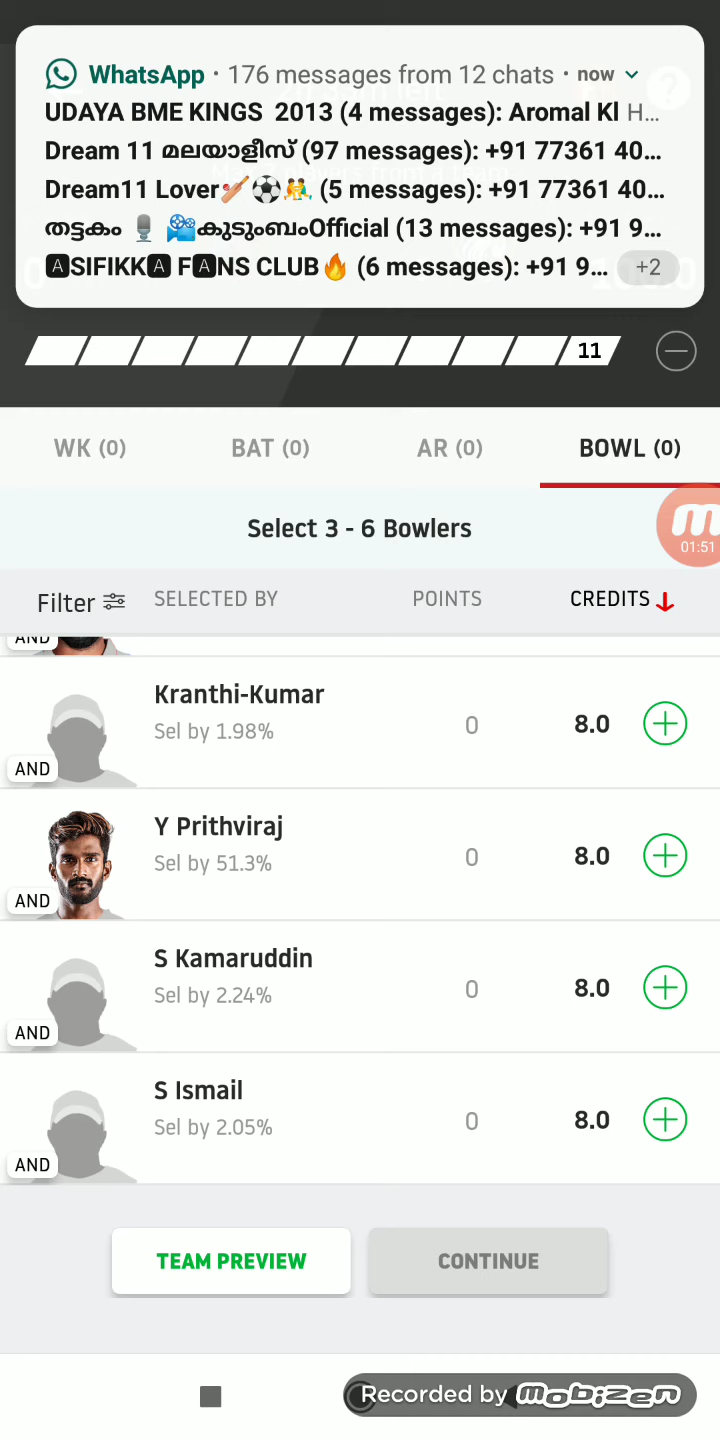 WhatsApp · 176 messages from 12 chats · now
UDAYA BME KINGS 2013 (4 messages): Aromal Kl H...
Dream 11 മലയാളീസ് (97 messages): +91 77361 40...
Dream11 Lover🏏⚽🤼 (5 messages): +91 77361 40...
തട്ടകം 🎙️ 🎦കുടുംബംOfficial (13 messages): +91 9...
🅰SIFIKK🅰 F🅰NS CLUB🔥 (6 messages): +91 9... +2
11
WK (0) BAT (0) AR (0) BOWL (0)
Select 3 - 6 Bowlers
01:51
Filter SELECTED BY POINTS CREDITS
AND
Kranthi-Kumar
Sel by 1.98% 0 8.0
AND
Y Prithviraj
Sel by 51.3% 0 8.0
AND
S Kamaruddin
Sel by 2.24% 0 8.0
AND
S Ismail
Sel by 2.05% 0 8.0
AND
TEAM PREVIEW CONTINUE
Recorded by mobizen